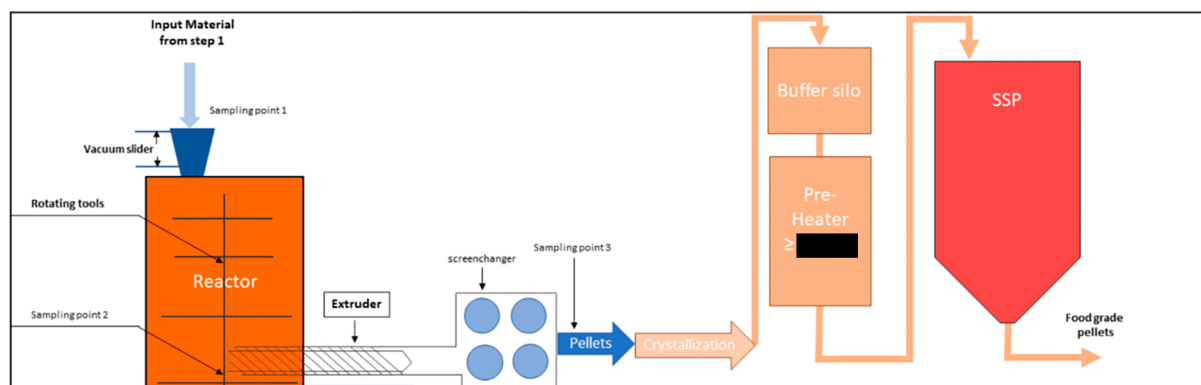 Input Material
from step 1
Sampling point 1
Vacuum slider
Rotating tools
Reactor
Sampling point 2
Extruder
screenchanger
Sampling point 3
Pellets
Crystallization
Buffer silo
Pre-
Heater
≥
SSP
Food grade
pellets